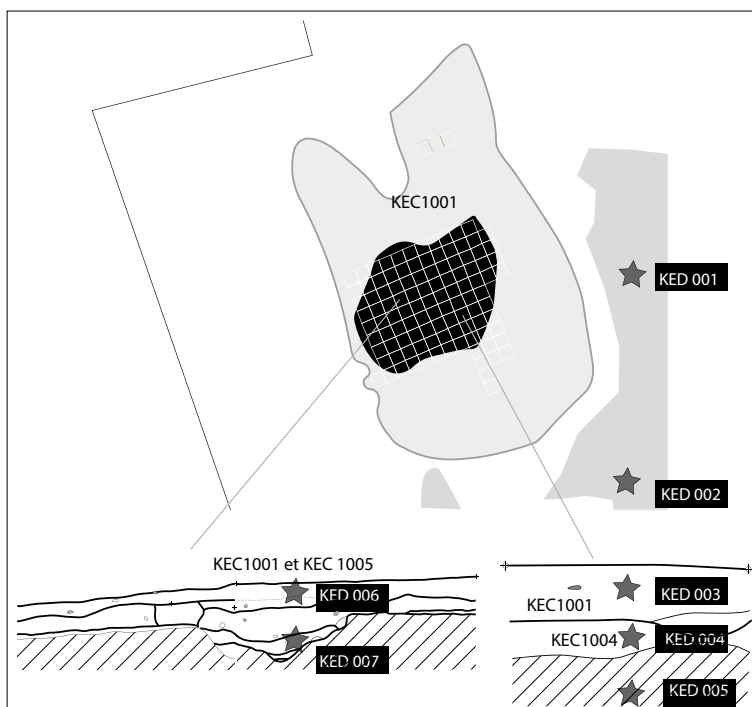 KEC1001
KED 001
KED 002
KEC1001 et KEC 1005
KED 006
KED 007
KED 003
KEC1001
KEC1004
KED 004
KED 005